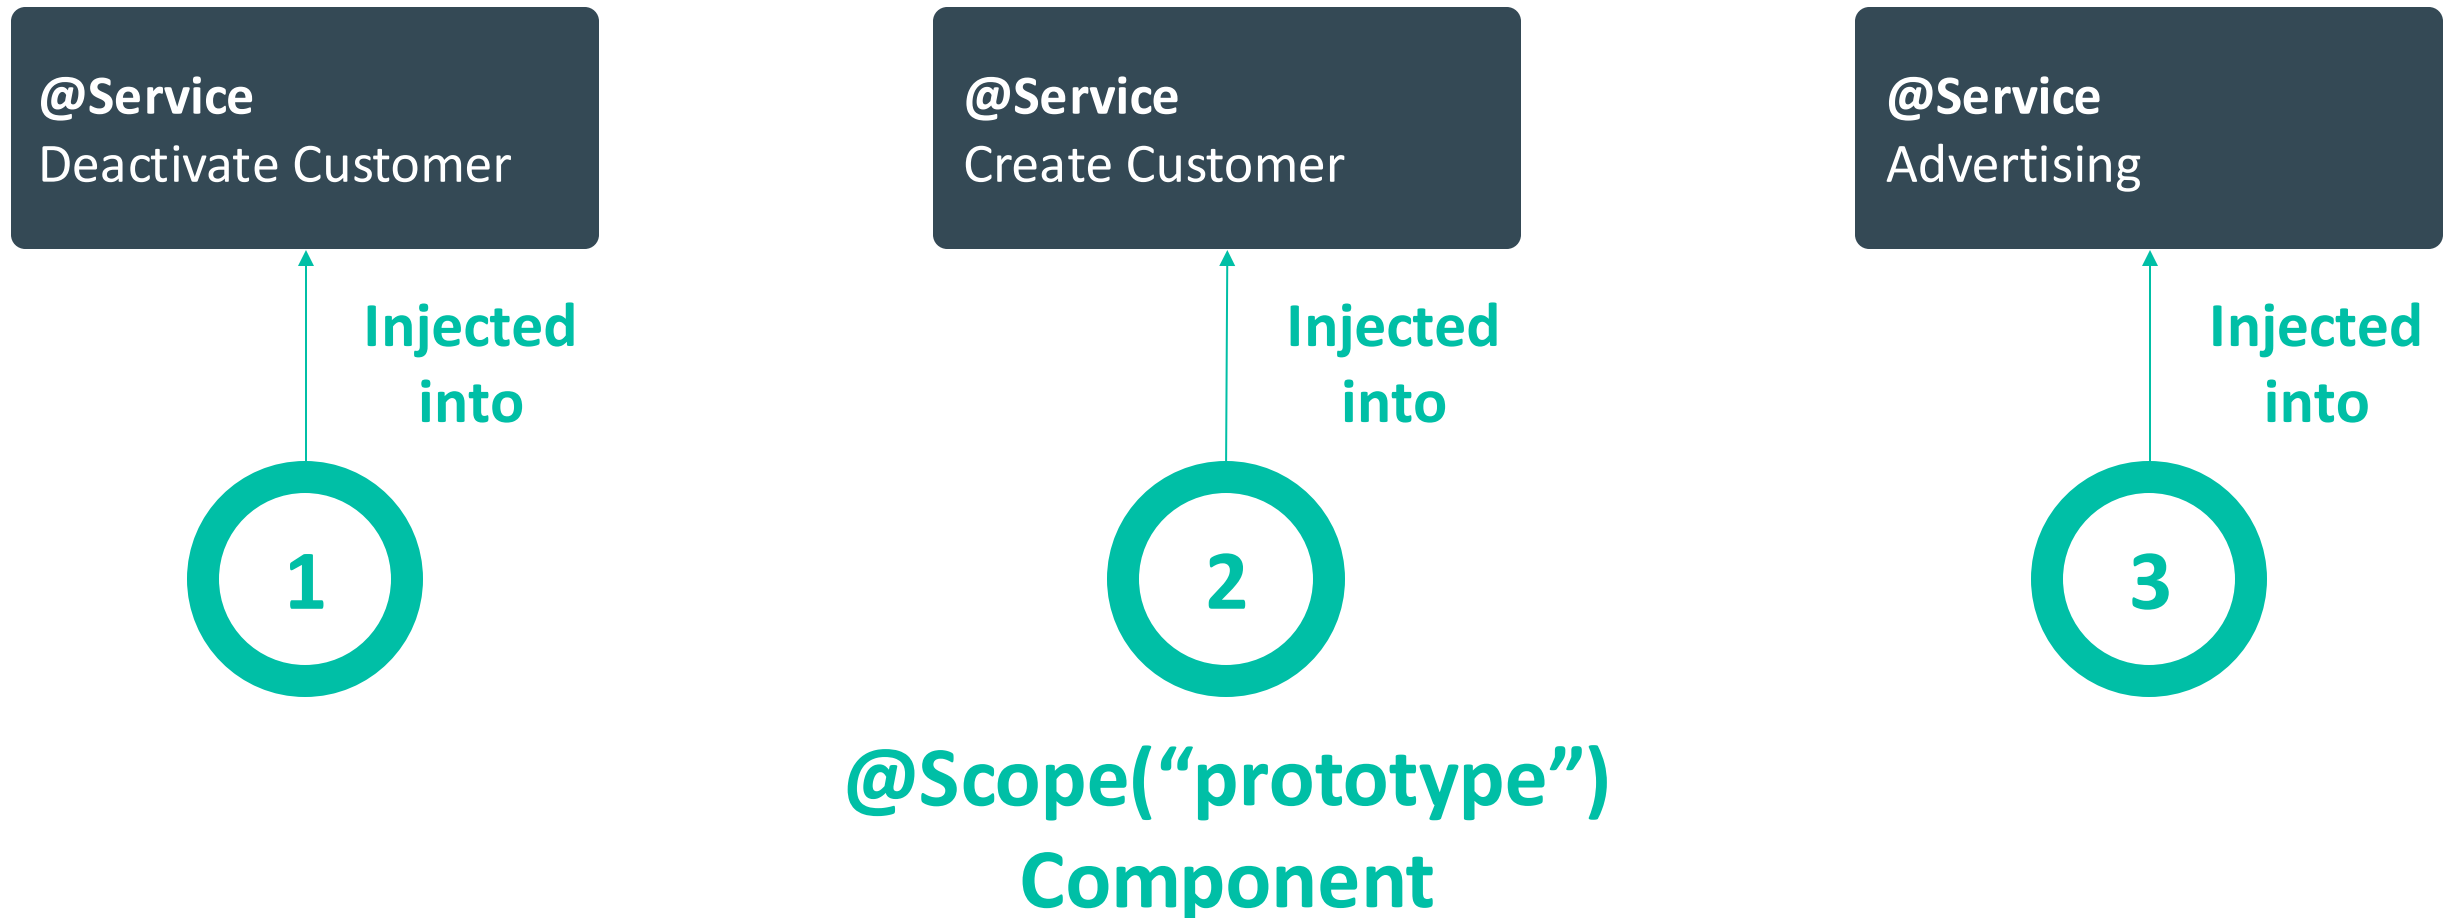 @Service
Deactivate Customer
@Service
Create Customer
@Service
Advertising
Injected
into
Injected
into
Injected
into
1
2
3
@Scope(“prototype”)
Component